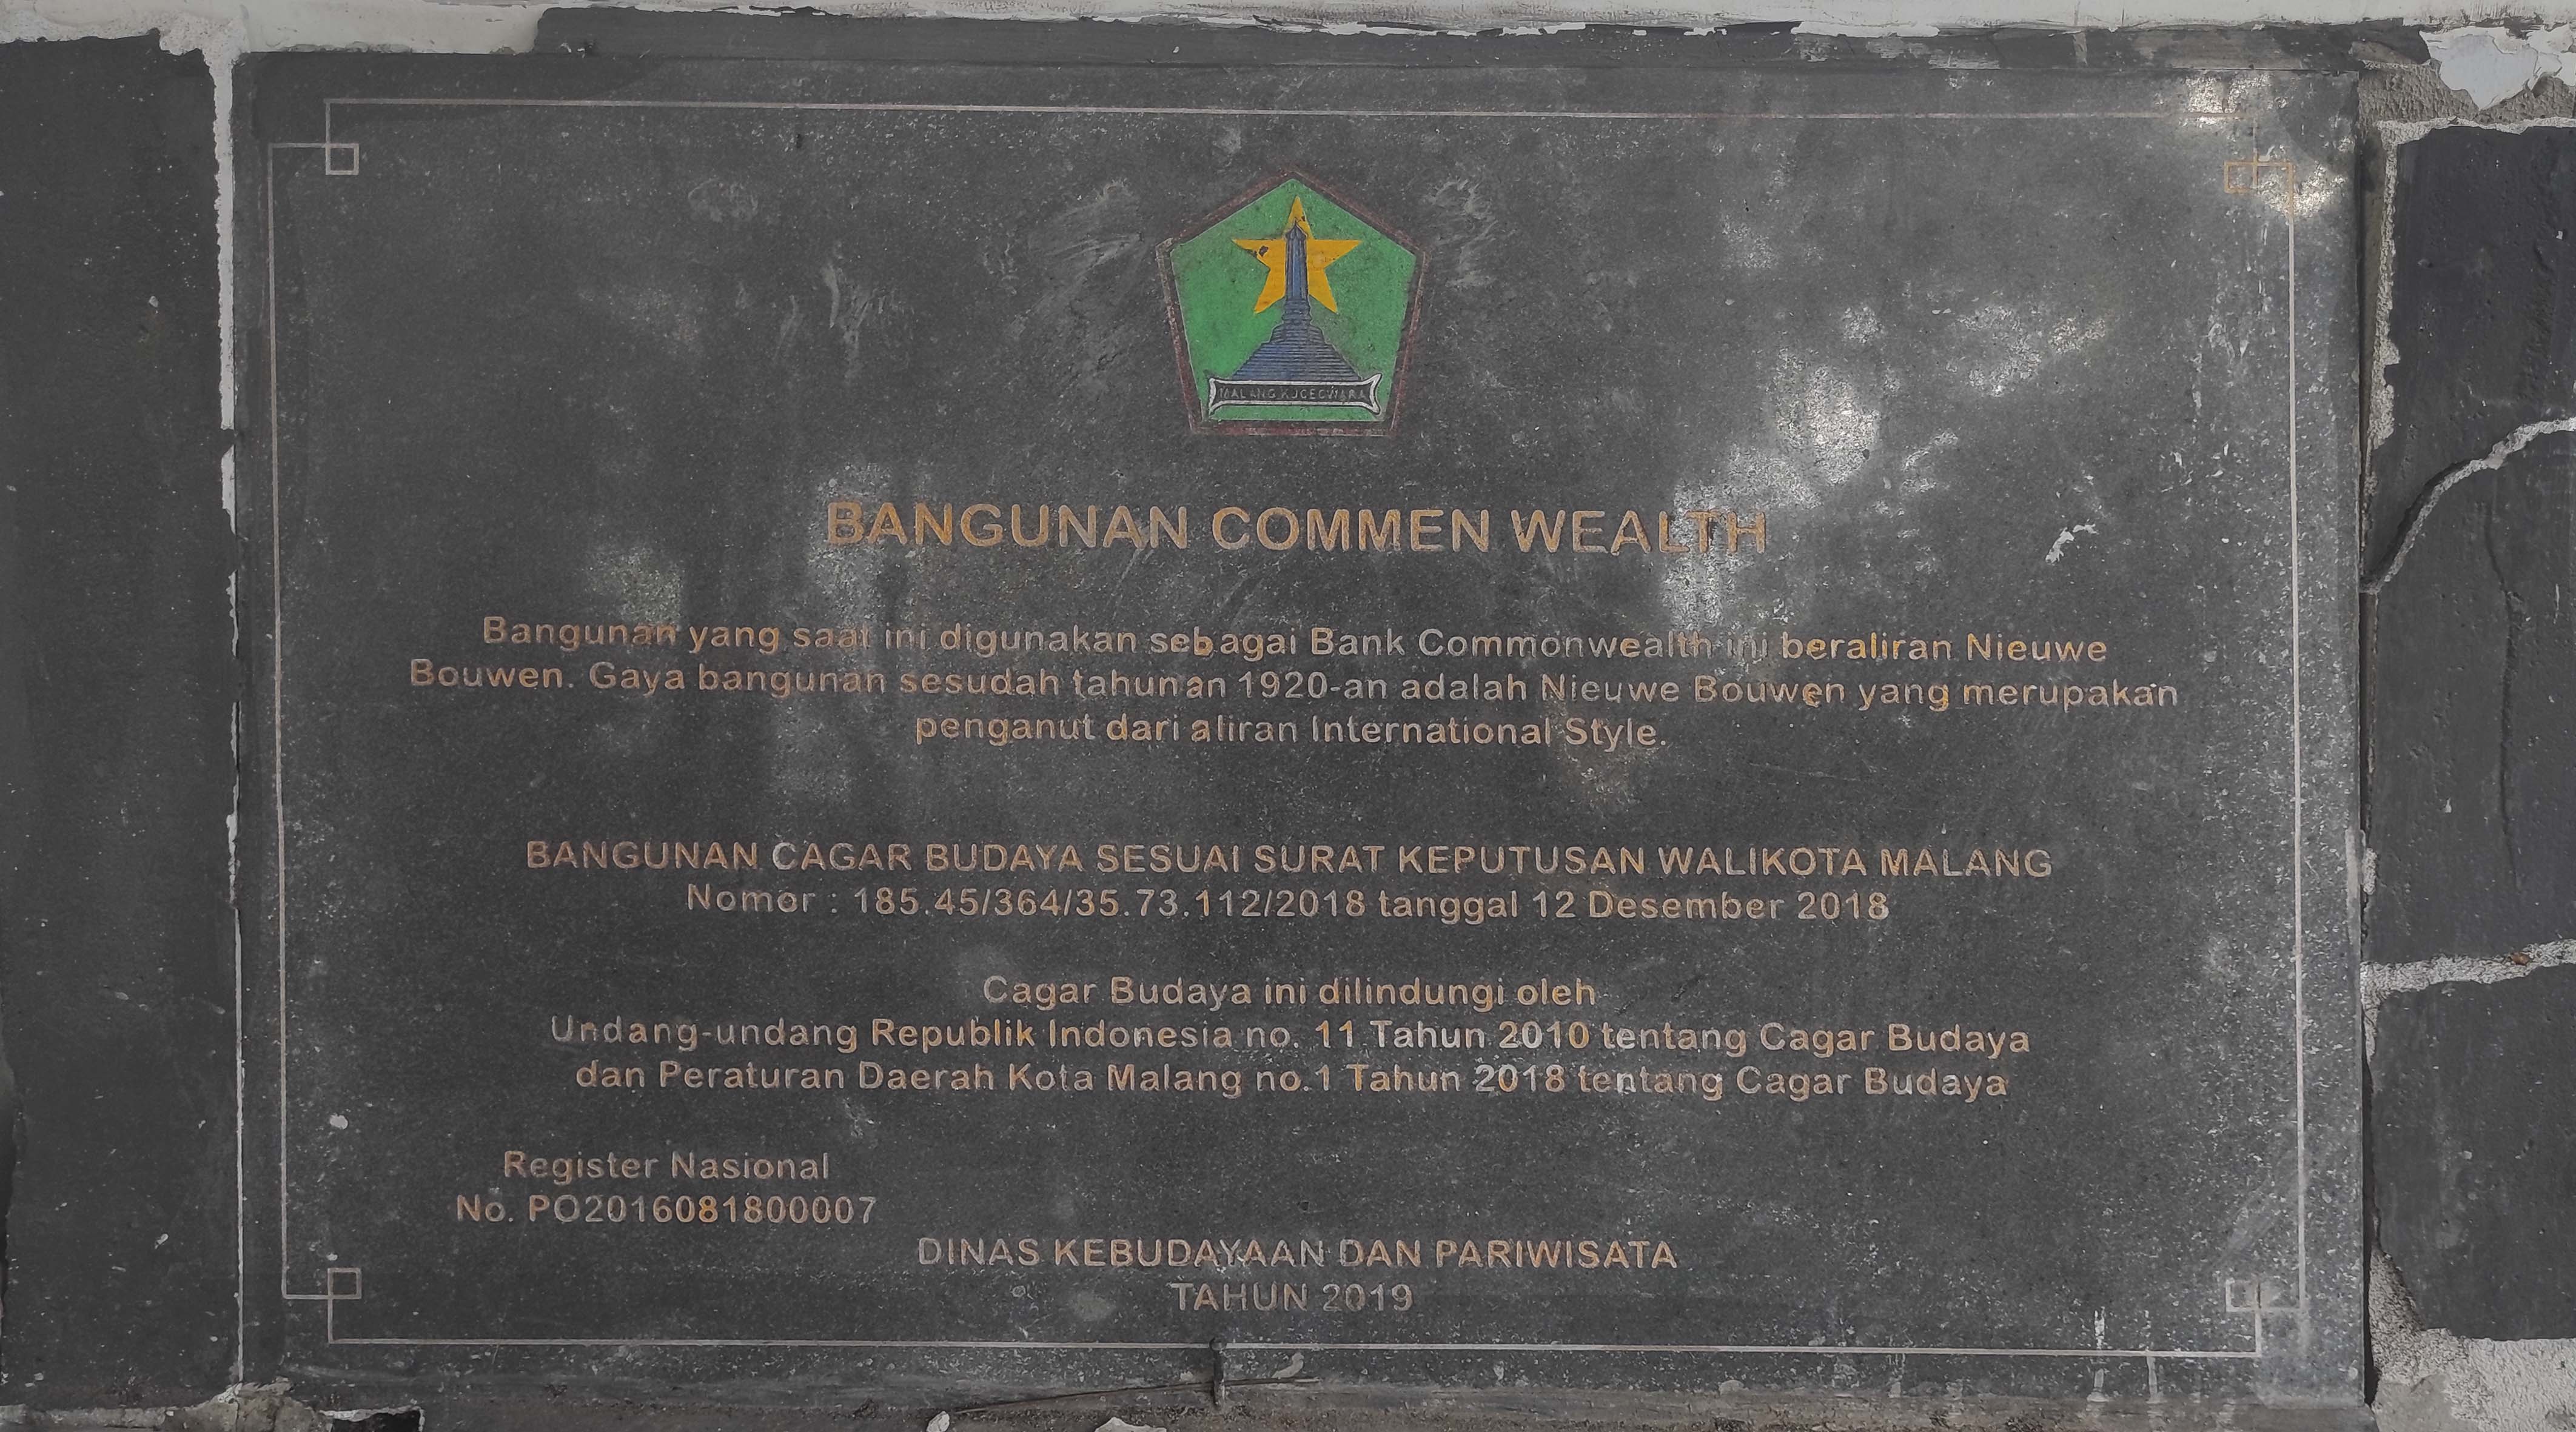 MALANG KUCECWARA
BANGUNAN COMMEN WEALTH
Bangunan yang saat ini digunakan sebagai Bank Commonwealth ini beraliran Nieuwe
Bouwen. Gaya bangunan sesudah tahunan 1920-an adalah Nieuwe Bouwen yang merupakan
penganut dari aliran International Style.
BANGUNAN CAGAR BUDAYA SESUAI SURAT KEPUTUSAN WALIKOTA MALANG
Nomor : 185.45/364/35.73.112/2018 tanggal 12 Desember 2018
Cagar Budaya ini dilindungi oleh
Undang-undang Republik Indonesia no. 11 Tahun 2010 tentang Cagar Budaya
dan Peraturan Daerah Kota Malang no.1 Tahun 2018 tentang Cagar Budaya
Register Nasional
No. PO2016081800007
DINAS KEBUDAYAAN DAN PARIWISATA
TAHUN 2019